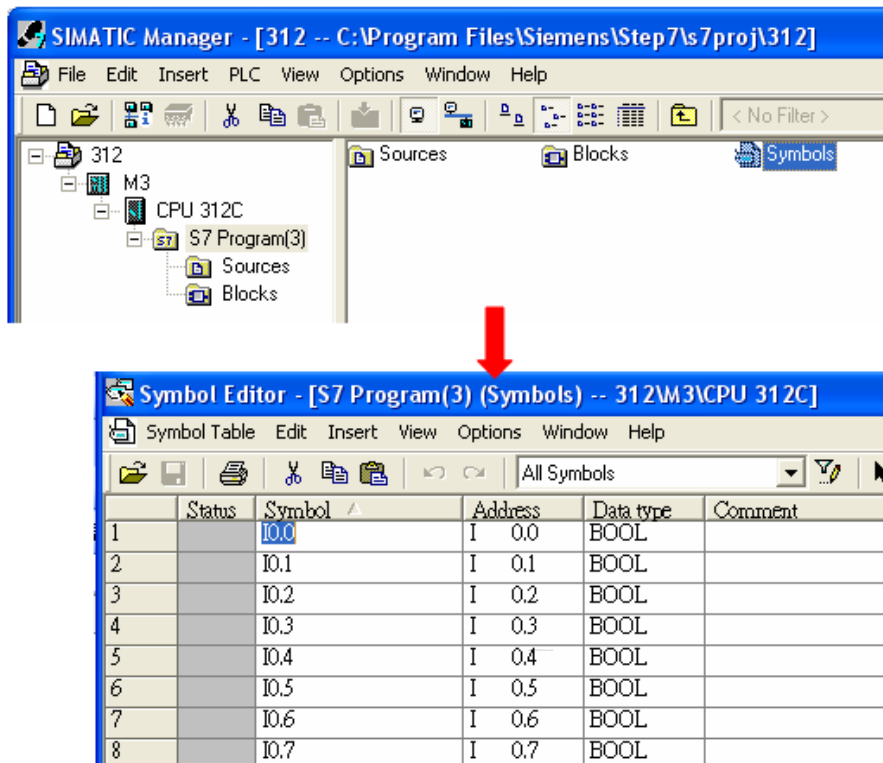 SIMATIC Manager - [312 -- C:\Program Files\Siemens\Step7\s7proj\312]
File Edit Insert PLC View Options Window Help
< No Filter >
312
M3
CPU 312C
S7 Program(3)
Sources
Blocks
Sources Blocks Symbols
Symbol Editor - [S7 Program(3) (Symbols) -- 312\M3\CPU 312C]
Symbol Table Edit Insert View Options Window Help
All Symbols
Status Symbol Address Data type Comment
1 I0.0 I 0.0 BOOL
2 I0.1 I 0.1 BOOL
3 I0.2 I 0.2 BOOL
4 I0.3 I 0.3 BOOL
5 I0.4 I 0.4 BOOL
6 I0.5 I 0.5 BOOL
7 I0.6 I 0.6 BOOL
8 I0.7 I 0.7 BOOL